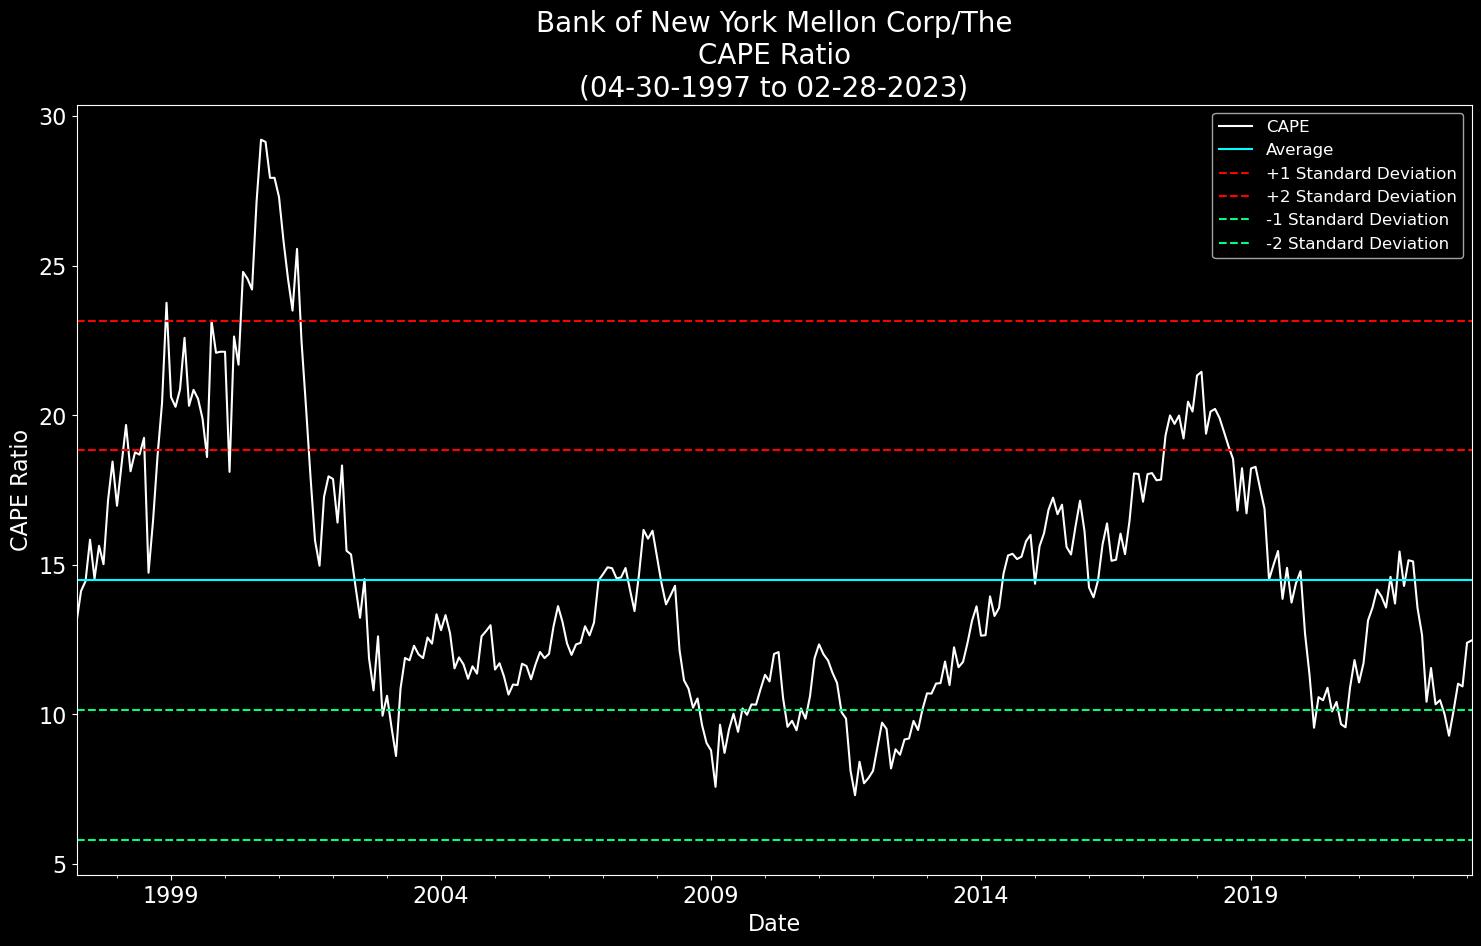 Bank of New York Mellon Corp/The
CAPE Ratio
(04-30-1997 to 02-28-2023)
CAPE
Average
+1 Standard Deviation
+2 Standard Deviation
-1 Standard Deviation
-2 Standard Deviation
CAPE Ratio
30
25
20
15
10
5
1999
2004
2009
2014
2019
Date